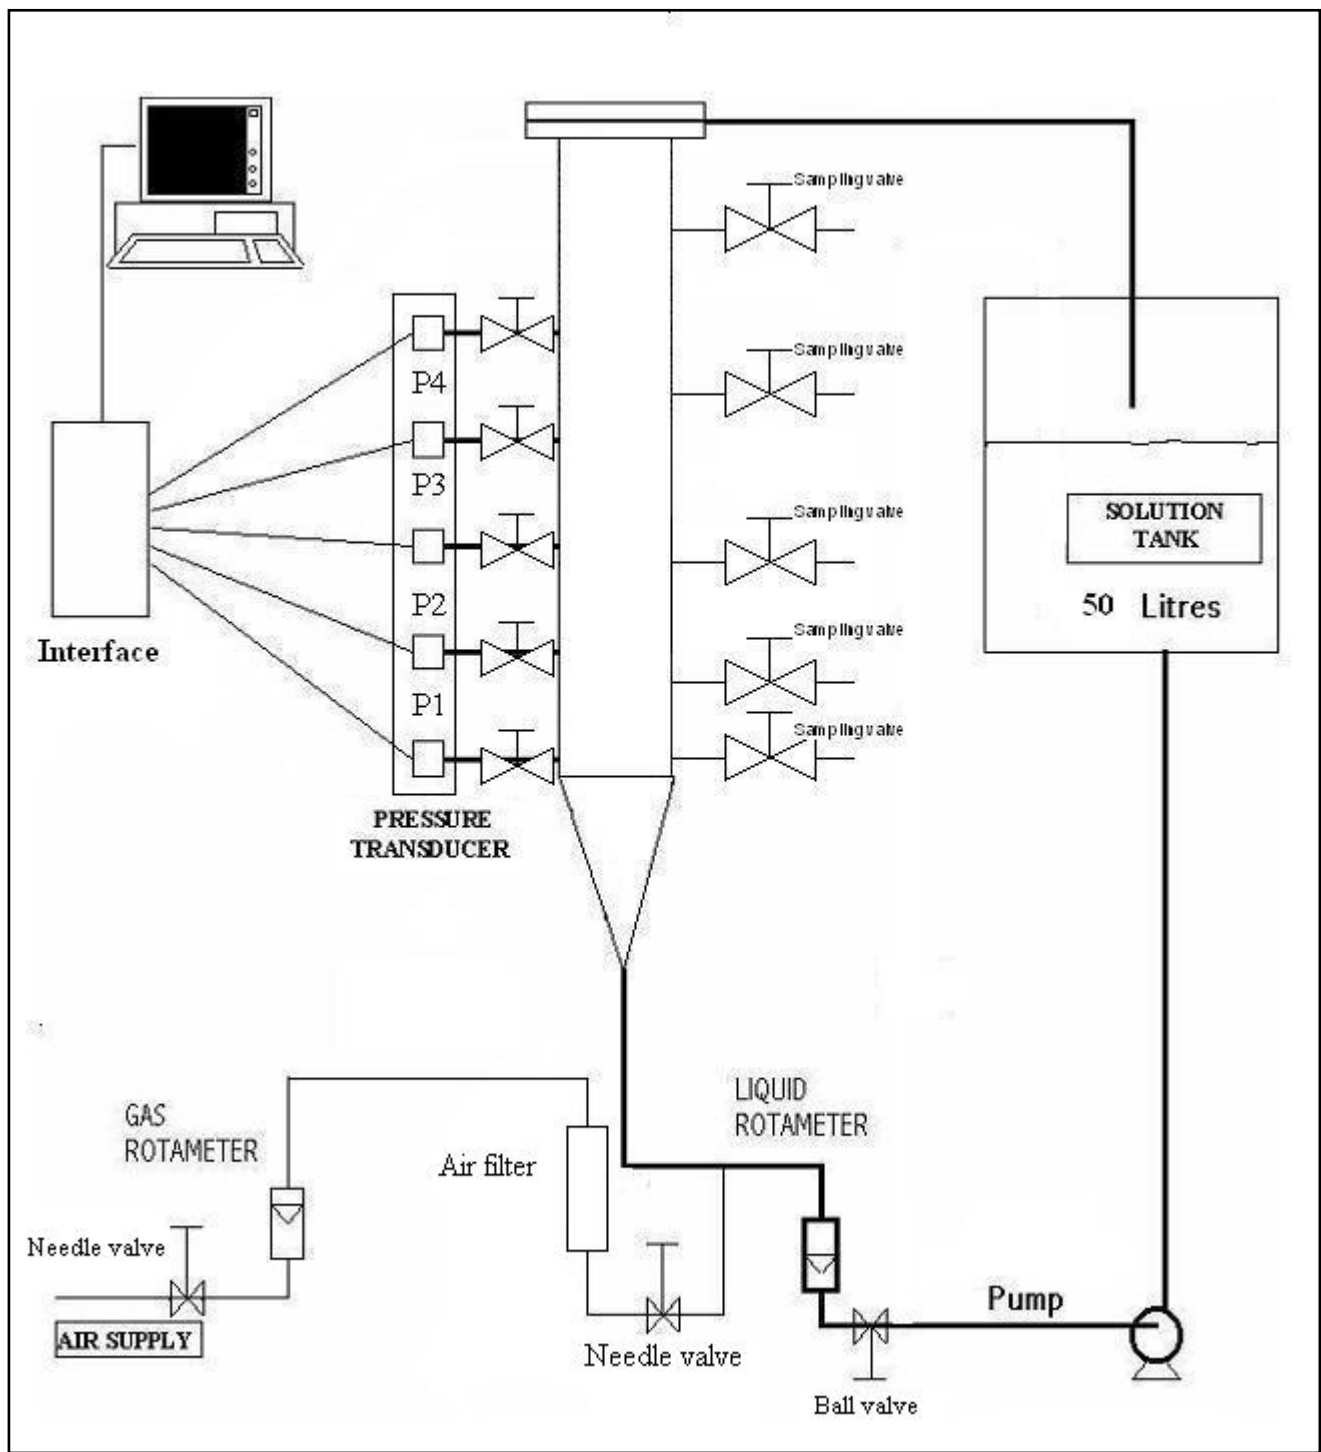 Sampling valve
Sampling valve
P4
P3
Sampling valve
SOLUTION
TANK
50 Litres
P2
Sampling valve
Interface
P1
Sampling valve
PRESSURE
TRANSDUCER
LIQUID
ROTAMETER
GAS
ROTAMETER
Air filter
Needle valve
AIR SUPPLY
Pump
Needle valve
Ball valve